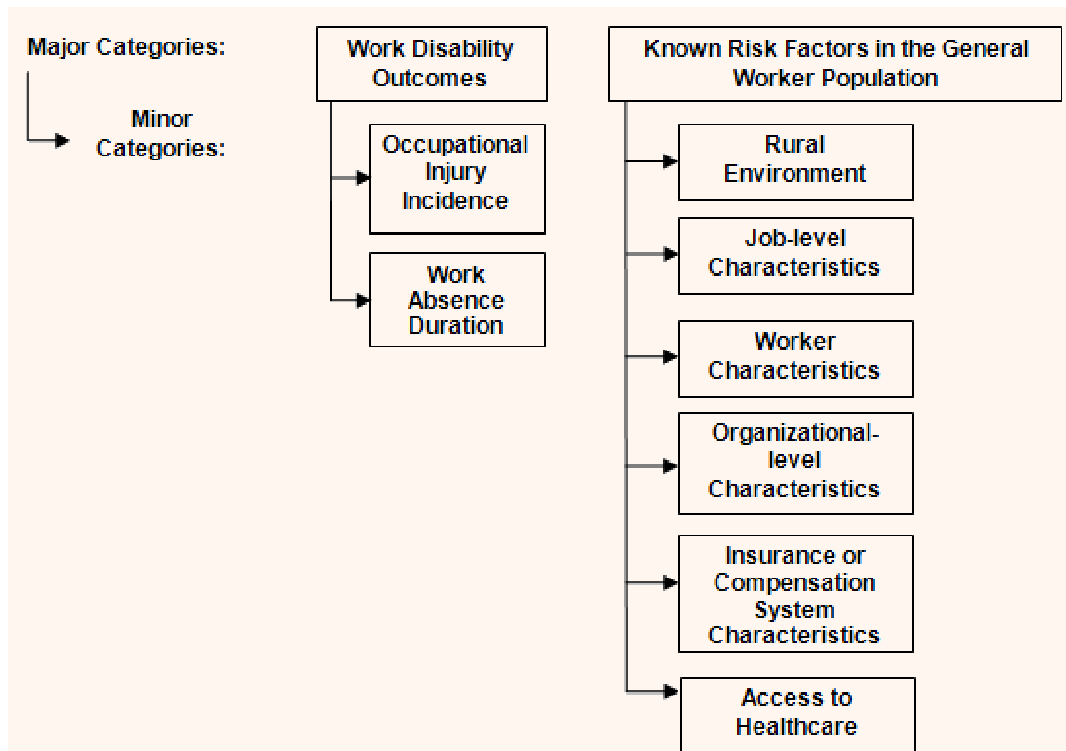 Major Categories:
Minor
Categories:
Work Disability
Outcomes
Occupational
Injury
Incidence
Work
Absence
Duration
Known Risk Factors in the General
Worker Population
Rural
Environment
Job-level
Characteristics
Worker
Characteristics
Organizational-
level
Characteristics
Insurance or
Compensation
System
Characteristics
Access to
Healthcare